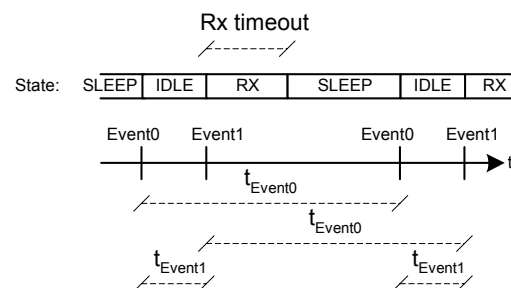 Rx timeout
State: SLEEP IDLE RX SLEEP IDLE RX
Event0 Event1 Event0 Event1
t
tEvent0
tEvent0
tEvent1 tEvent1